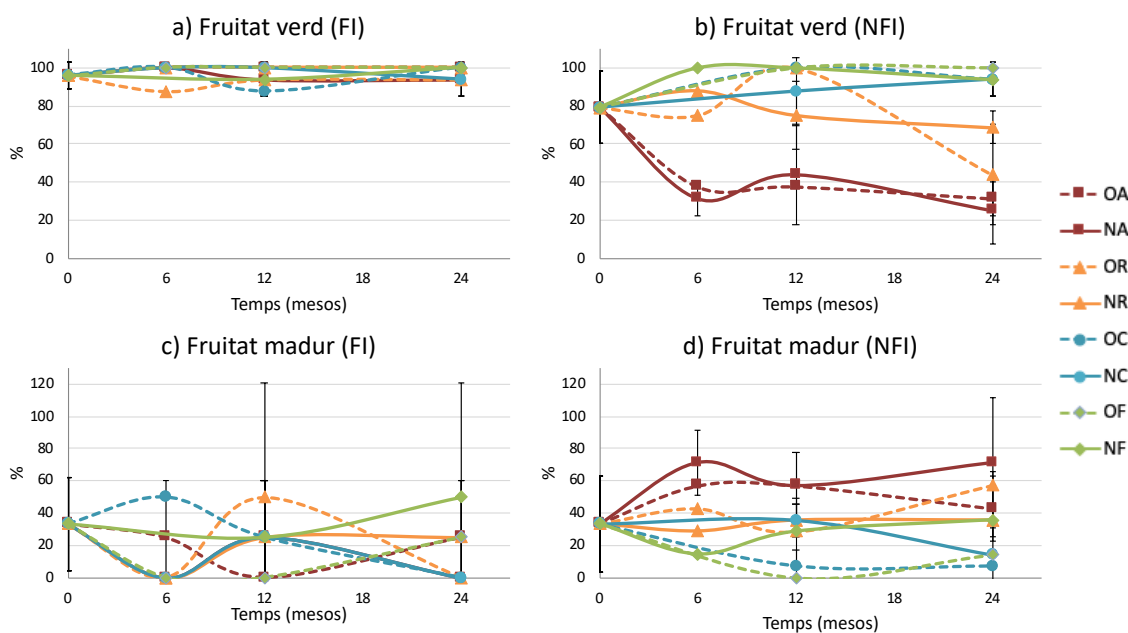 a) Fruitat verd (FI)
100
80
60
40
20
0
%
0 6 12 18 24
Temps (mesos)
b) Fruitat verd (NFI)
100
80
60
40
20
0
%
0 6 12 18 24
Temps (mesos)
c) Fruitat madur (FI)
120
100
80
60
40
20
0
%
0 6 12 18 24
Temps (mesos)
d) Fruitat madur (NFI)
120
100
80
60
40
20
0
%
0 6 12 18 24
Temps (mesos)
OA
NA
OR
NR
OC
NC
OF
NF